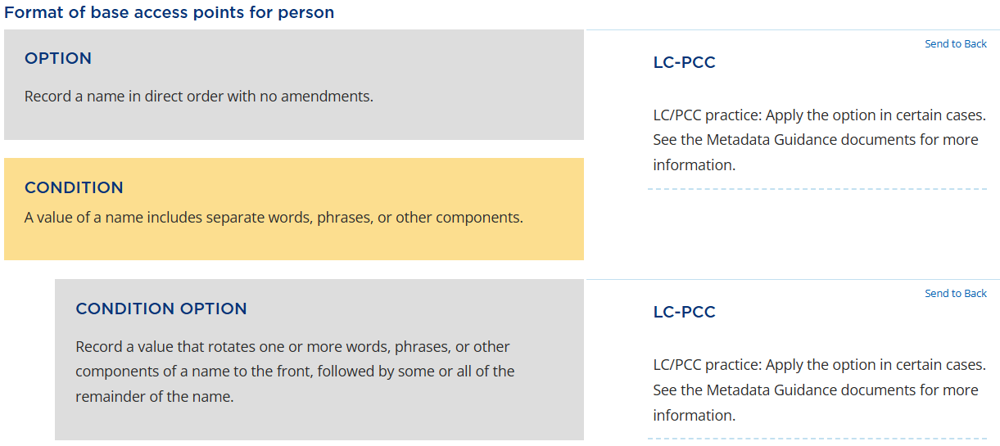 Format of base access points for person
OPTION
Record a name in direct order with no amendments.
Send to Back
LC-PCC
LC/PCC practice: Apply the option in certain cases.
See the Metadata Guidance documents for more
information.
CONDITION
A value of a name includes separate words, phrases, or other components.
CONDITION OPTION
Record a value that rotates one or more words, phrases, or other
components of a name to the front, followed by some or all of the
remainder of the name.
Send to Back
LC-PCC
LC/PCC practice: Apply the option in certain cases.
See the Metadata Guidance documents for more
information.